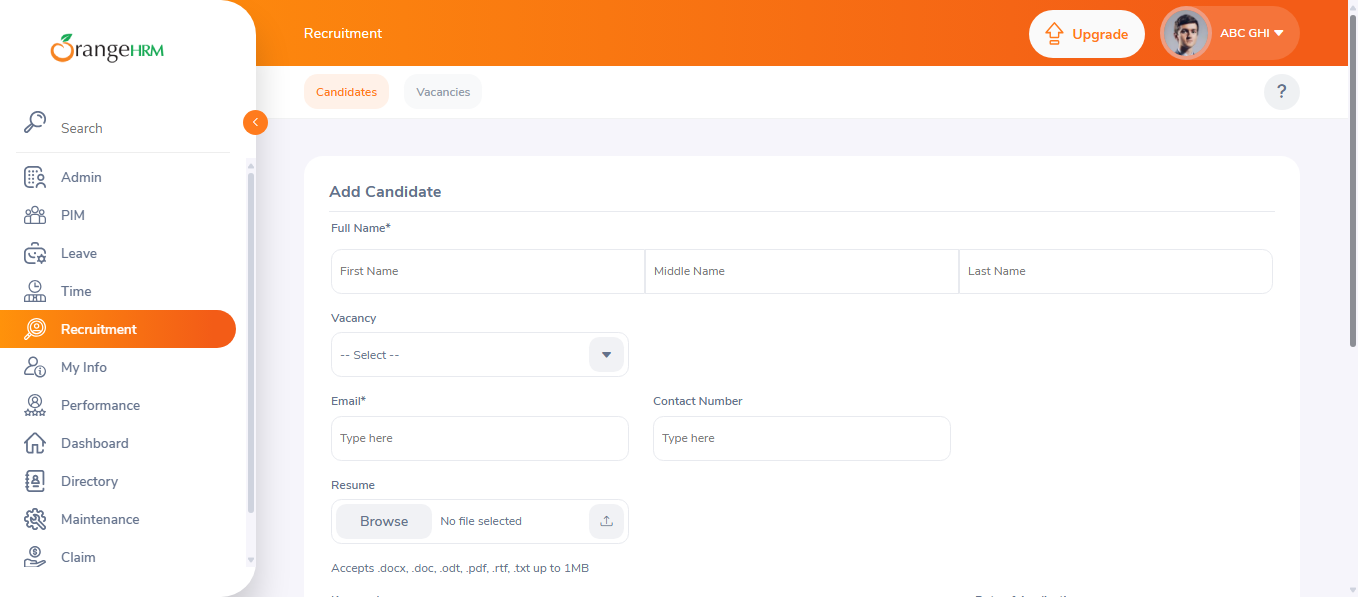 OrangeHRM
Recruitment
Upgrade
ABC GHI
Candidates
Vacancies
?
Search
Admin
PIM
Leave
Time
Recruitment
My Info
Performance
Dashboard
Directory
Maintenance
Claim
Add Candidate
Full Name*
First Name
Middle Name
Last Name
Vacancy
-- Select --
Email*
Contact Number
Type here
Type here
Resume
Browse
No file selected
Accepts .docx, .doc, .odt, .pdf, .rtf, .txt up to 1MB